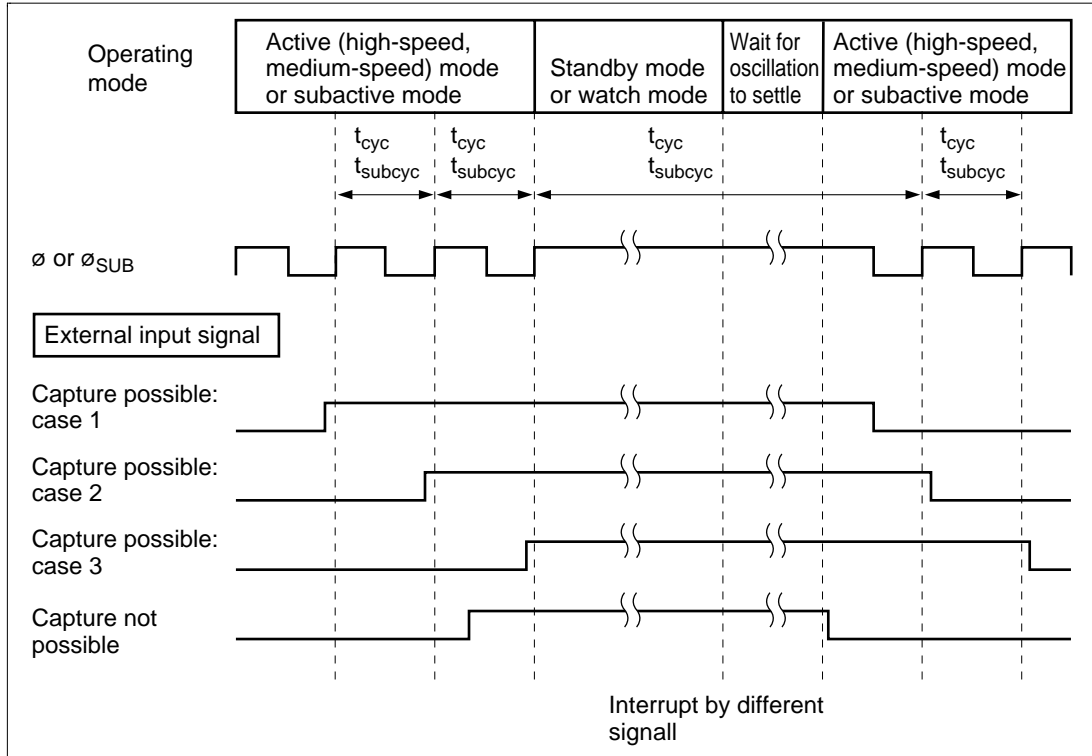 Operating
mode
Active (high-speed,
medium-speed) mode
or subactive mode
Standby mode
or watch mode
Wait for
oscillation
to settle
Active (high-speed,
medium-speed) mode
or subactive mode
tcyc
tsubcyc
tcyc
tsubcyc
tcyc
tsubcyc
tcyc
tsubcyc
ø or øSUB
External input signal
Capture possible:
case 1
Capture possible:
case 2
Capture possible:
case 3
Capture not
possible
Interrupt by different
signall